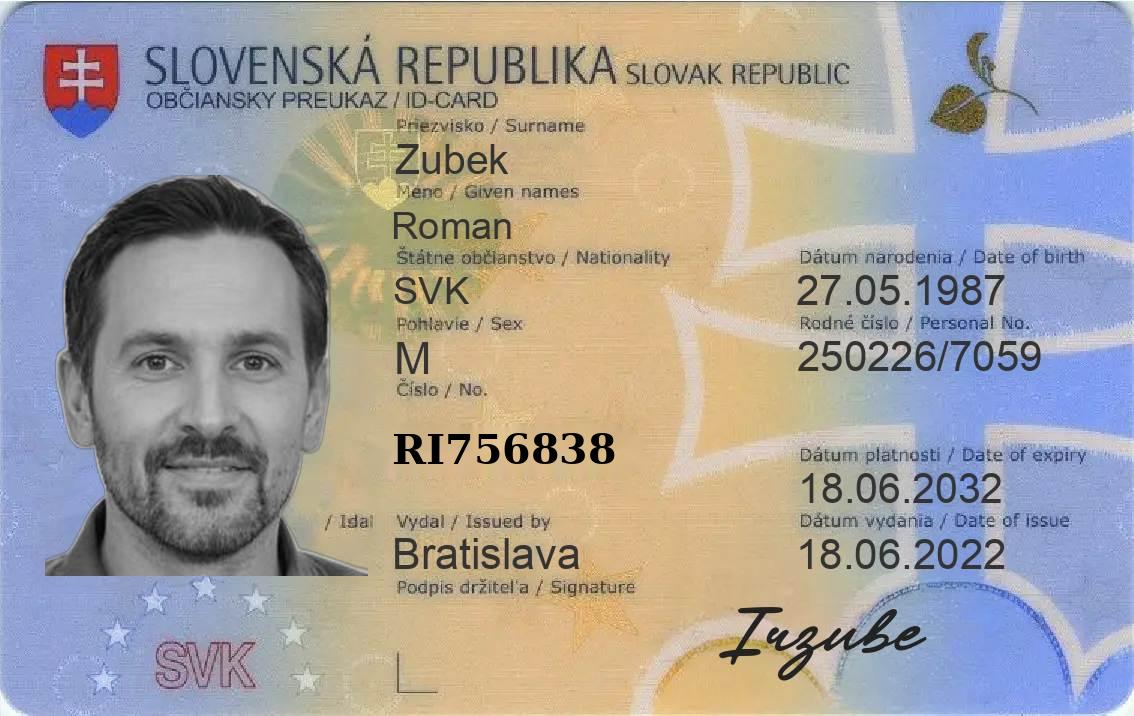 SLOVENSKÁ REPUBLIKA SLOVAK REPUBLIC
OBČIANSKY PREUKAZ / ID-CARD
Priezvisko / Surname
Zubek
Meno / Given names
Roman
Štátne občianstvo / Nationality
SVK
Dátum narodenia / Date of birth
27.05.1987
Pohlavie / Sex
M
Rodné číslo / Personal No.
250226/7059
Číslo / No.
RI756838
Dátum platnosti / Date of expiry
18.06.2032
/ Idal
Vydal / Issued by
Bratislava
Dátum vydania / Date of issue
18.06.2022
Podpis držiteľa / Signature
SVK